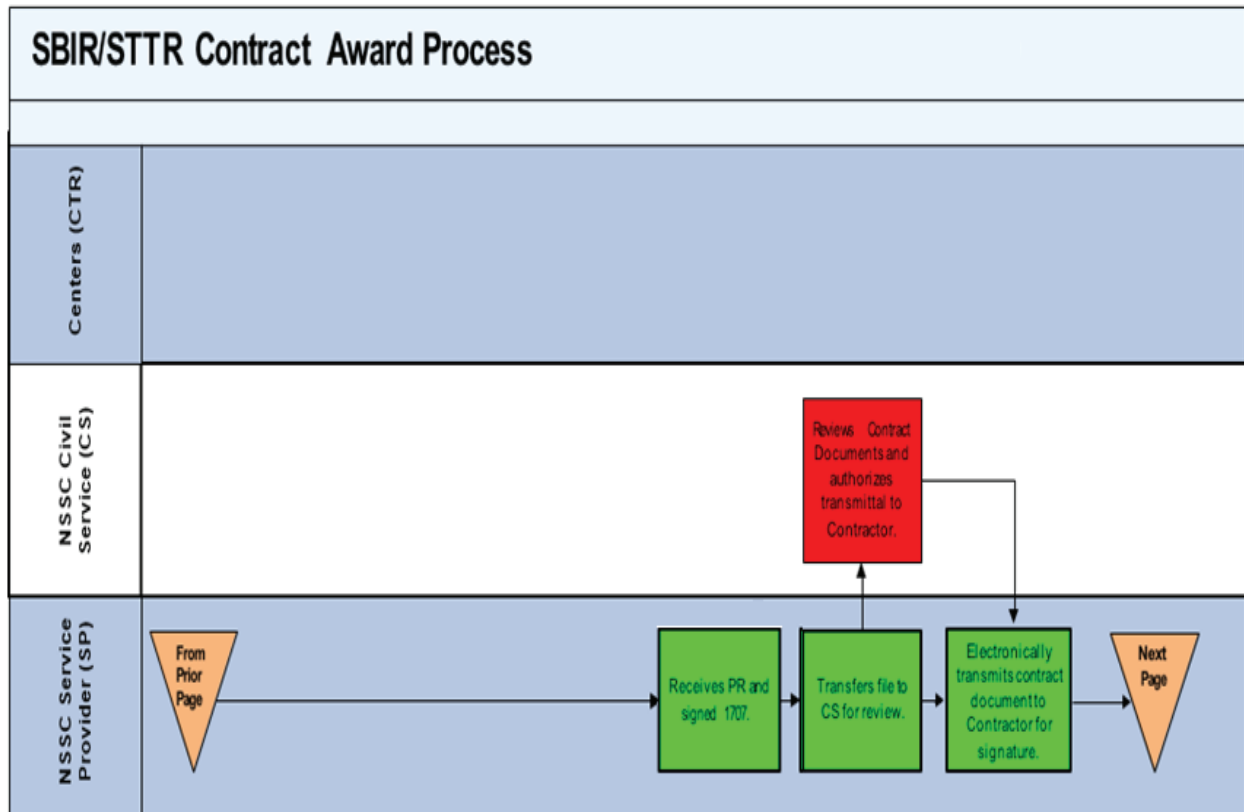 SBIR/STTR Contract Award Process
Centers (CTR)
NSSC Civil
Service (CS)
Reviews Contract
Documents and
authorizes
transmittal to
Contractor.
NSSC Service
Provider (SP)
From
Prior
Page
Receives PR and
signed 1707.
Transfers file to
CS for review.
Electronically
transmits contract
document to
Contractor for
signature.
Next
Page